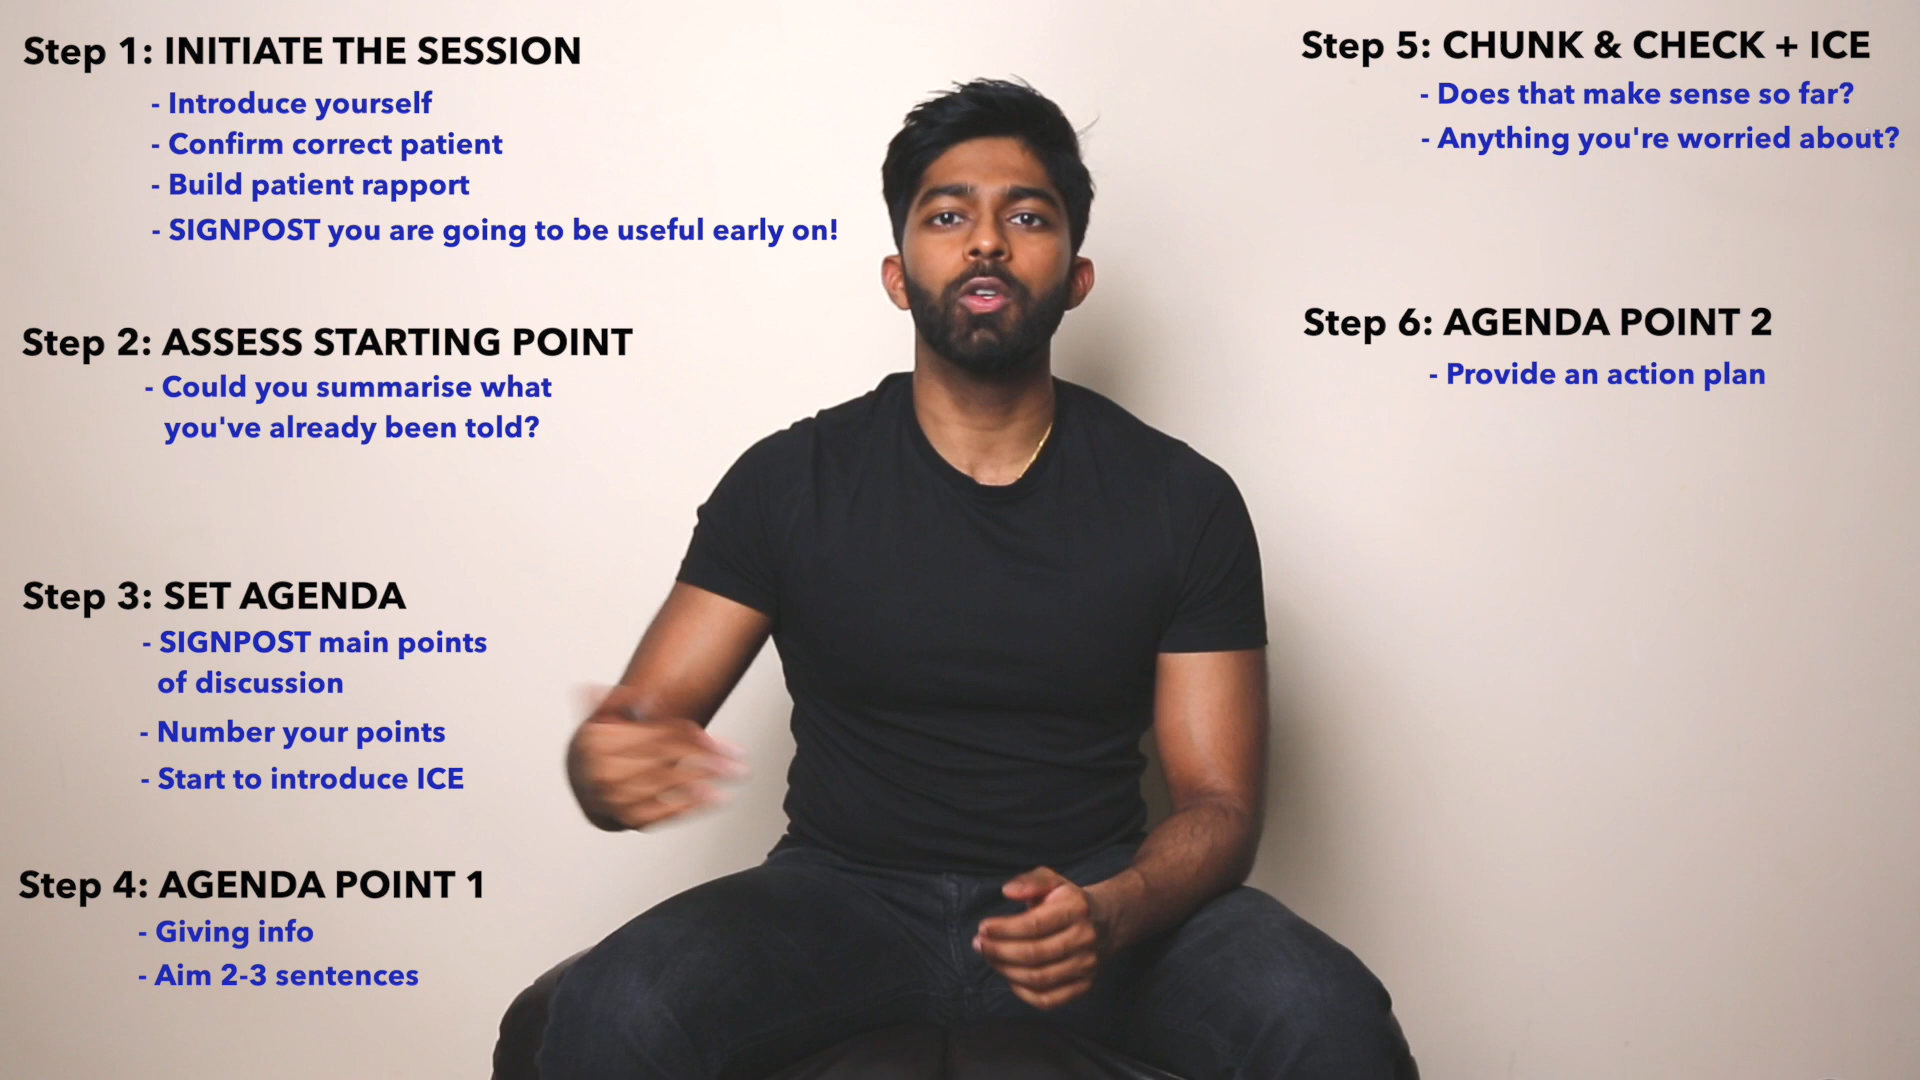 Step 1: INITIATE THE SESSION
- Introduce yourself
- Confirm correct patient
- Build patient rapport
- SIGNPOST you are going to be useful early on!
Step 2: ASSESS STARTING POINT
- Could you summarise what
you've already been told?
Step 3: SET AGENDA
- SIGNPOST main points
of discussion
- Number your points
- Start to introduce ICE
Step 4: AGENDA POINT 1
- Giving info
- Aim 2-3 sentences
Step 5: CHUNK & CHECK + ICE
- Does that make sense so far?
- Anything you're worried about?
Step 6: AGENDA POINT 2
- Provide an action plan